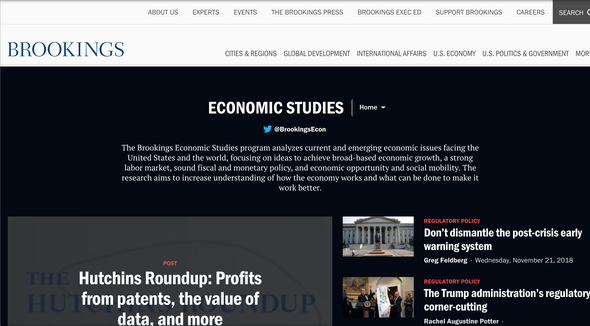 ABOUT US EXPERTS EVENTS THE BROOKINGS PRESS BROOKINGS EXEC ED SUPPORT BROOKINGS CAREERS SEARCH
BROOKINGS
CITIES & REGIONS GLOBAL DEVELOPMENT INTERNATIONAL AFFAIRS U.S. ECONOMY U.S. POLITICS & GOVERNMENT MOR
ECONOMIC STUDIES Home
@BrookingsEcon
The Brookings Economic Studies program analyzes current and emerging economic issues facing the
United States and the world, focusing on ideas to achieve broad-based economic growth, a strong
labor market, sound fiscal and monetary policy, and economic opportunity and social mobility. The
research aims to increase understanding of how the economy works and what can be done to make it
work better.
THE
HUTCHINS ROUNDUP
POST
Hutchins Roundup: Profits
from patents, the value of
data, and more
REGULATORY POLICY
Don't dismantle the post-crisis early
warning system
Greg Feldberg - Wednesday, November 21, 2018
REGULATORY POLICY
The Trump administration's regulatory
corner-cutting
Rachel Augustine Potter -